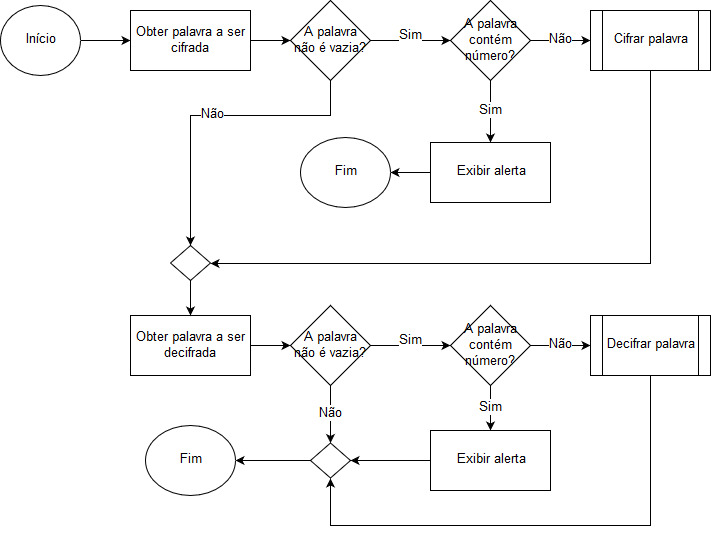 Início
Obter palavra a ser
cifrada
A palavra
não é vazia?
Sim
A palavra
contém
número?
Não
Cifrar palavra
Não
Sim
Fim
Exibir alerta
Obter palavra a ser
decifrada
A palavra
não é vazia?
Sim
A palavra
contém
número?
Não
Decifrar palavra
Não
Sim
Fim
Exibir alerta